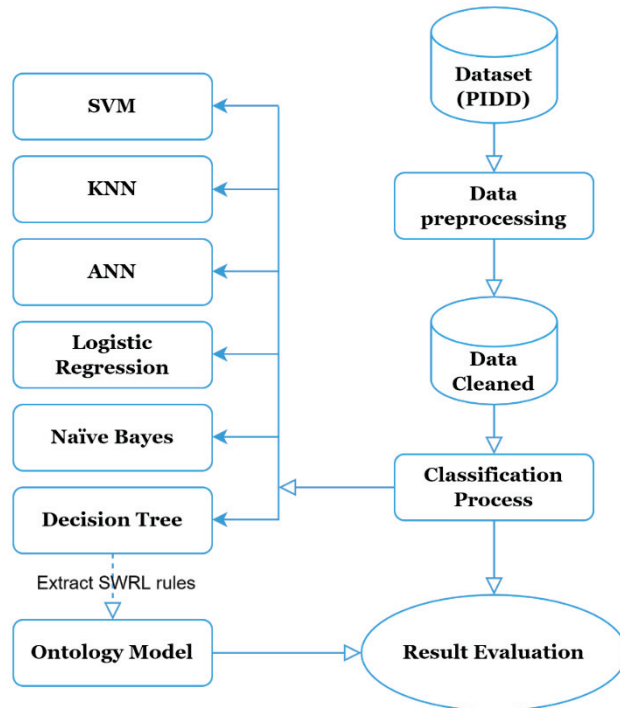 Dataset
(PIDD)
SVM
KNN
Data
preprocessing
ANN
Logistic
Regression
Data
Cleaned
Naïve Bayes
Classification
Process
Decision Tree
Extract SWRL rules
Ontology Model
Result Evaluation